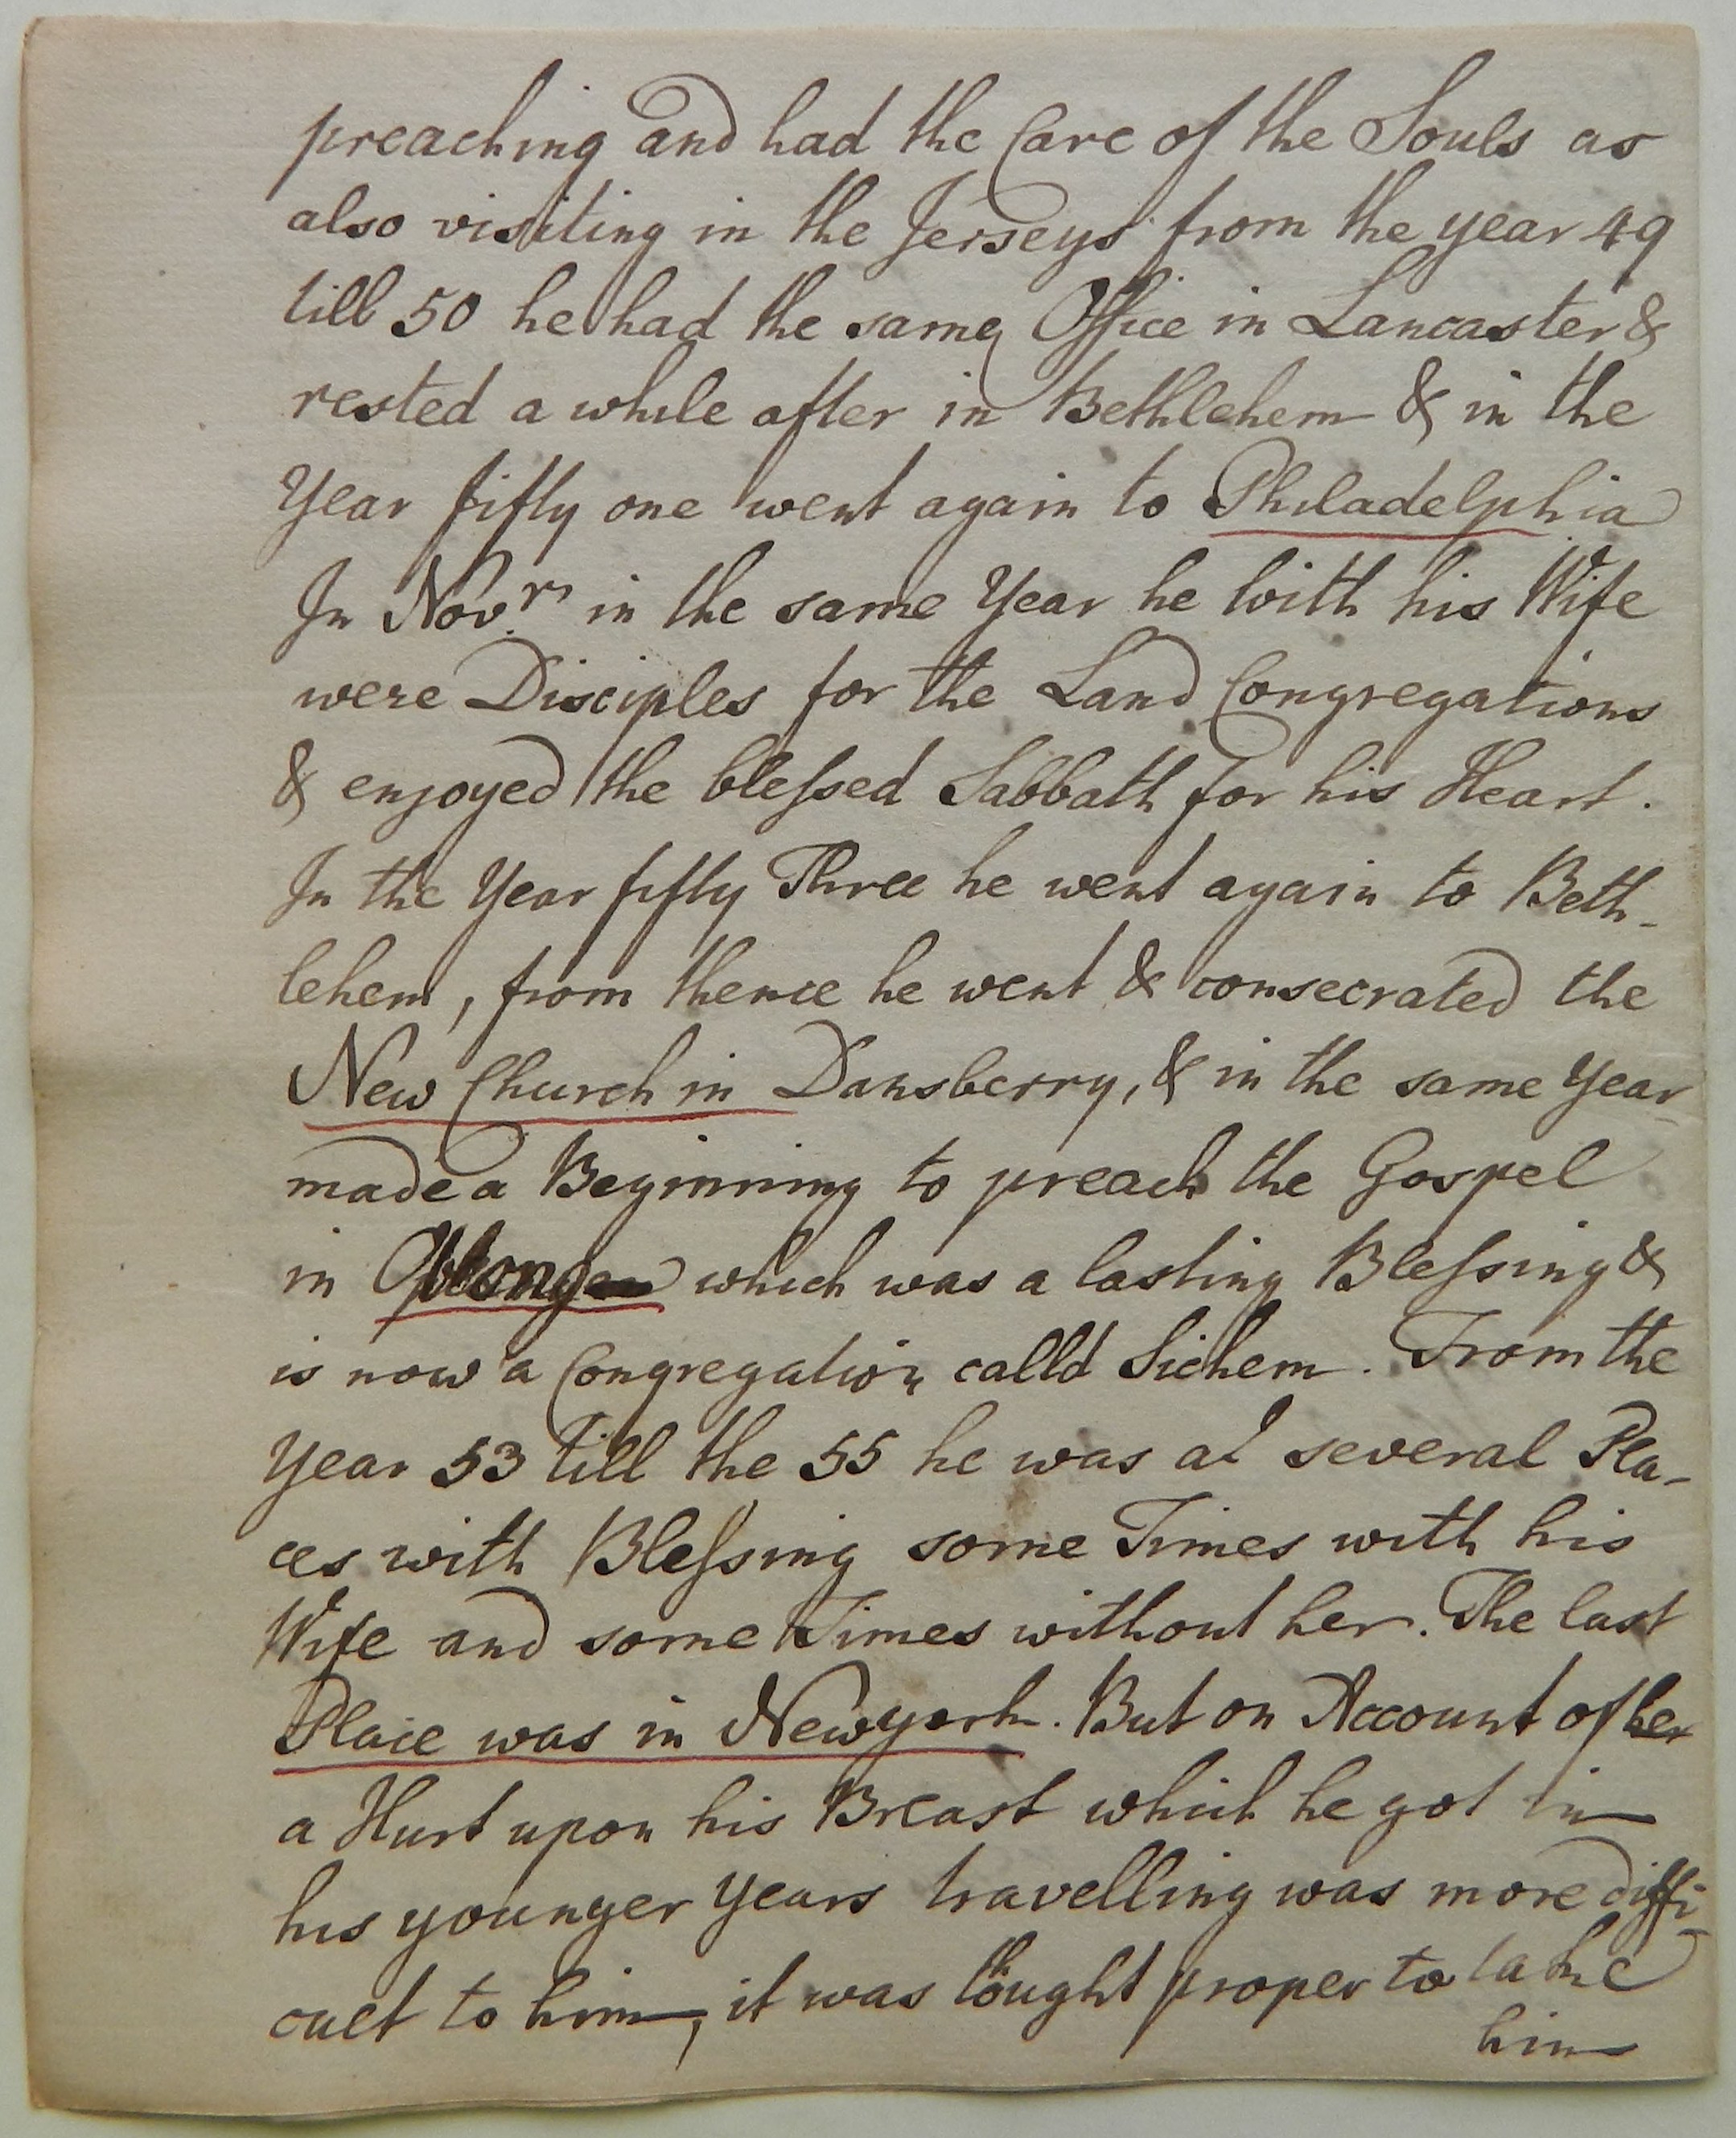 preaching and had the Care of the Souls as
also visiting in the Jerseys from the year 49
till 50 he had the same Office in Lancaster &
rested a while after in Bethlehem & in the
Year fifty one went again to Philadelphia
In Novr. in the same Year he with his Wife
were Disciples for the Land Congregations
& enjoyed the blessed Sabbath for his Heart.
In the Year fifty Three he went again to Beth-
lehem, from thence he went & consecrated the
New Church in Dansberry, & in the same Year
made a Beginning to preach the Gospel
in Oblong which was a lasting Blessing &
is now a Congregation calld Sichem. From the
Year 53 till the 55 he was at several Pla-
ces with Blessing some Times with his
Wife and some Times without her. The last
Place was in Newyork. But on Account of
a Hurt upon his Breast which he got in
his younger Years travelling was more diffi-
cult to him, it was thought proper to take
him